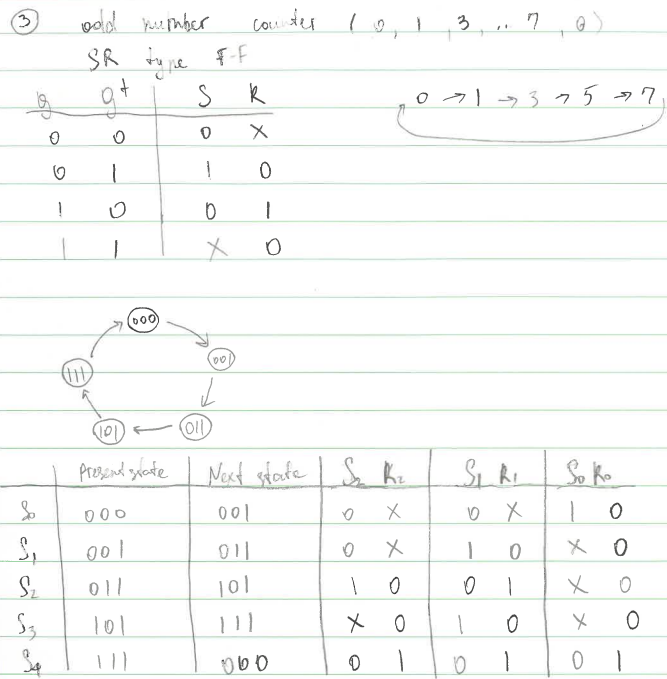 ③ odd number counter ( 0, 1, 3, .. 7, 0)
SR type F-F
q q+ S R
0 → 1 → 3 → 5 → 7
0 0 0 X
0 1 1 0
1 0 0 1
1 1 X 0
000
001
111
101 011
Present state Next state S2 R2 S1 R1 S0 R0
S0 000 001 0 X 0 X 1 0
S1 001 011 0 X 1 0 X 0
S2 011 101 1 0 0 1 X 0
S3 101 111 X 0 1 0 X 0
S4 111 000 0 1 0 1 0 1